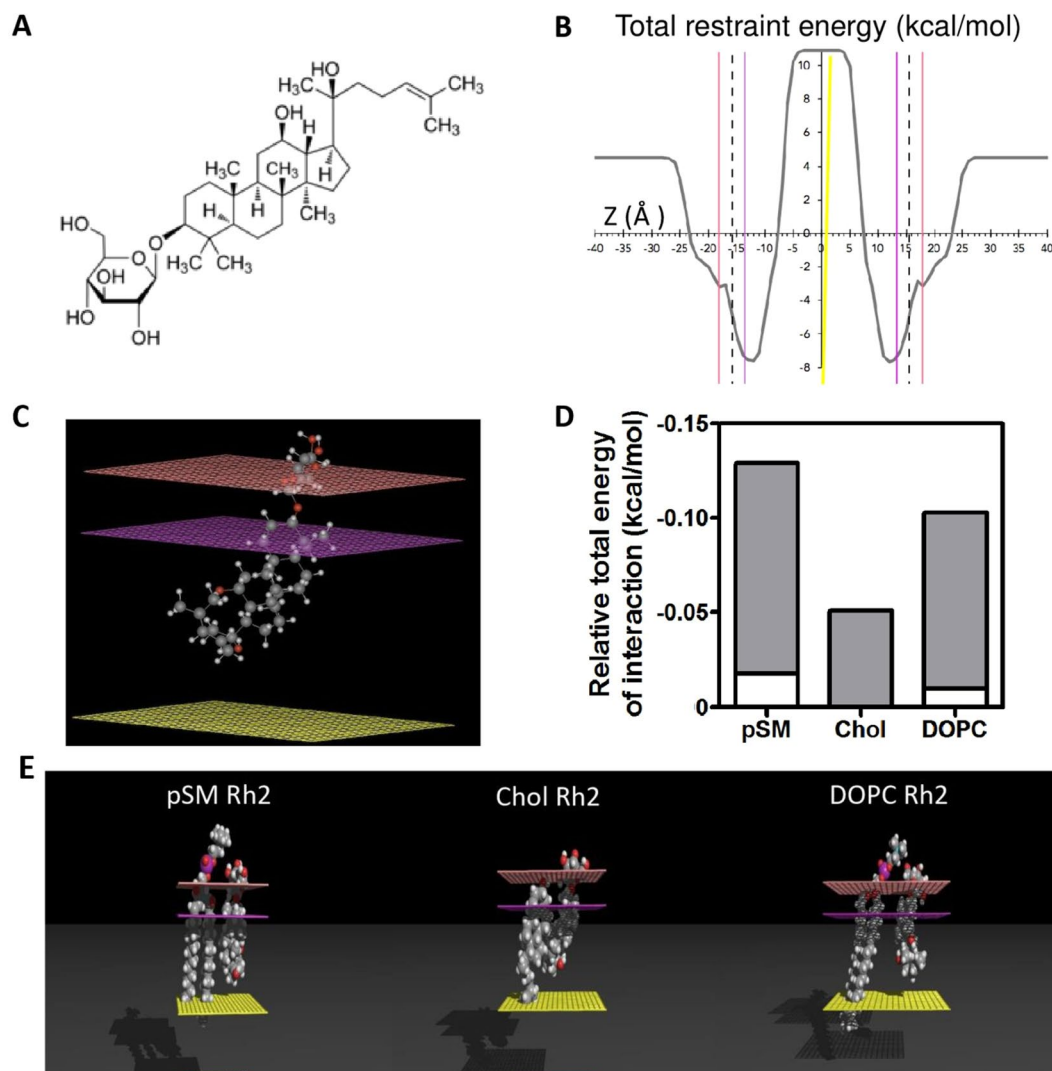 A
HO
H₃C
CH₃
CH₃
OH
H
H₃C
CH₃
H
H
H
CH₃
HO
O
H₃C
CH₃
O
OH
HO
OH
B
Total restraint energy (kcal/mol)
10
8
6
4
2
Z (Å)
0
-40 -35 -30 -25 -20 -15 -10 -5 0 5 10 15 20 25 30 35 40
-2
-4
-6
-8
C
D
Relative total energy
of interaction (kcal/mol)
-0.15
-0.10
-0.05
0
pSM Chol DOPC
E
pSM Rh2 Chol Rh2 DOPC Rh2